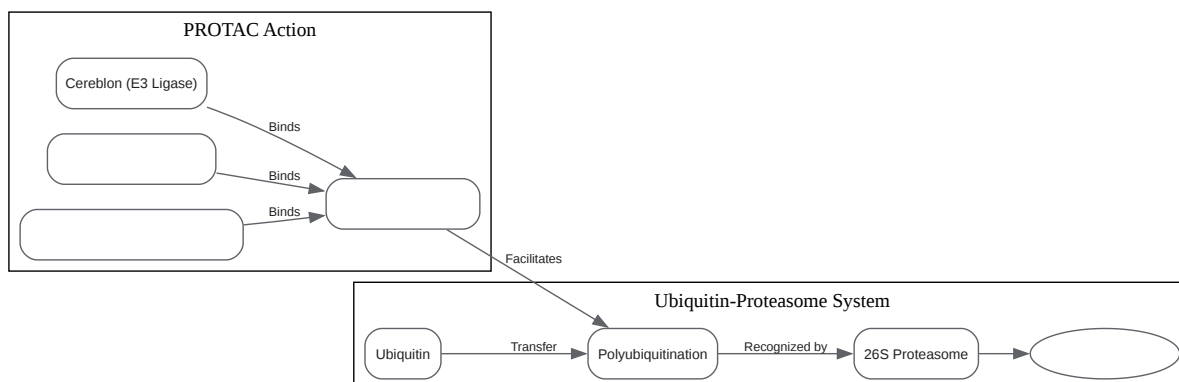 PROTAC Action
Cereblon (E3 Ligase)
Binds
Binds
Binds
Facilitates
Ubiquitin-Proteasome System
Ubiquitin
Transfer
Polyubiquitination
Recognized by
26S Proteasome